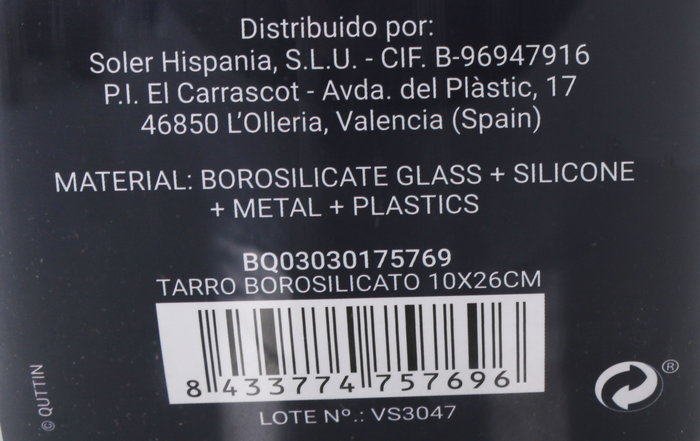 Distribuido por:
Soler Hispania, S.L.U. - CIF. B-96947916
P.I. El Carrascot - Avda. del Plàstic, 17
46850 L'Olleria, Valencia (Spain)
MATERIAL: BOROSILICATE GLASS + SILICONE
+ METAL + PLASTICS
BQ03030175769
TARRO BOROSILICATO 10X26CM
8 433774 757696
LOTE Nº.: VS3047
© QUTTIN
®